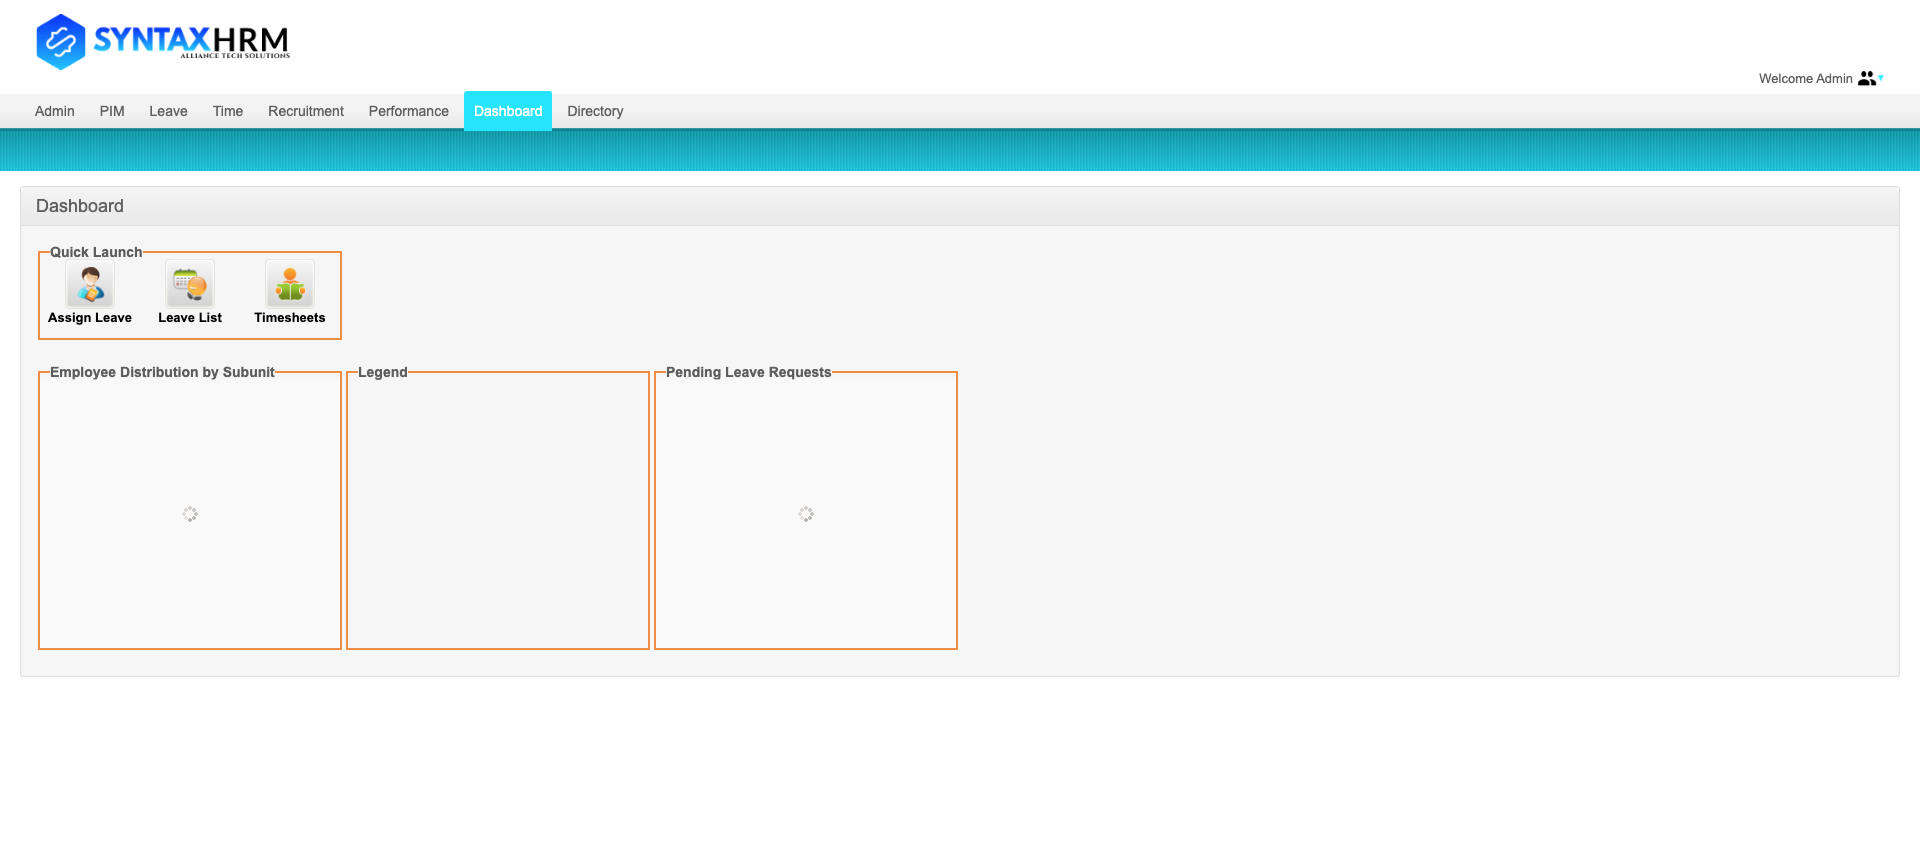 SYNTAXHRM
ALLIANCE TECH SOLUTIONS
Welcome Admin
Admin PIM Leave Time Recruitment Performance Dashboard Directory
Dashboard
Quick Launch
Assign Leave Leave List Timesheets
Employee Distribution by Subunit Legend Pending Leave Requests